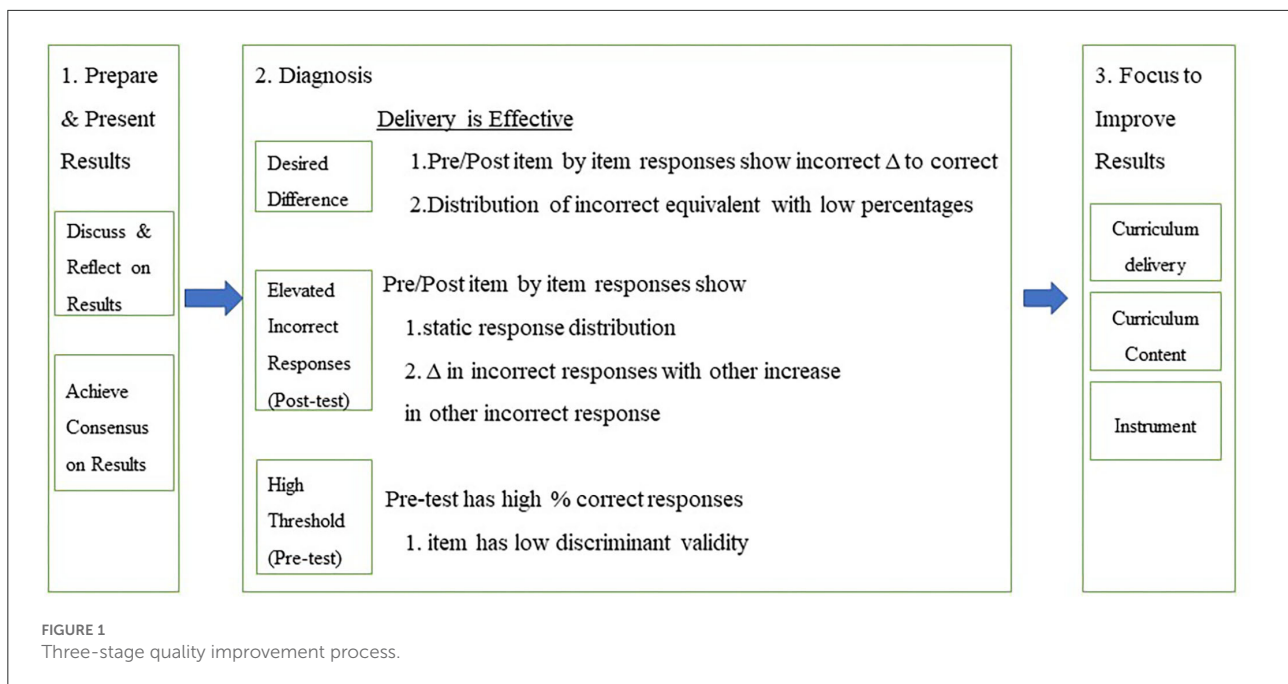 1. Prepare
& Present
Results
Discuss &
Reflect on
Results
Achieve
Consensus
on Results
2. Diagnosis
Delivery is Effective
Desired
Difference
1.Pre/Post item by item responses show incorrect Δ to correct
2.Distribution of incorrect equivalent with low percentages
Elevated
Incorrect
Responses
(Post-test)
Pre/Post item by item responses show
1.static response distribution
2. Δ in incorrect responses with other increase
in other incorrect response
High
Threshold
(Pre-test)
Pre-test has high % correct responses
1. item has low discriminant validity
3. Focus to
Improve
Results
Curriculum
delivery
Curriculum
Content
Instrument
FIGURE 1
Three-stage quality improvement process.